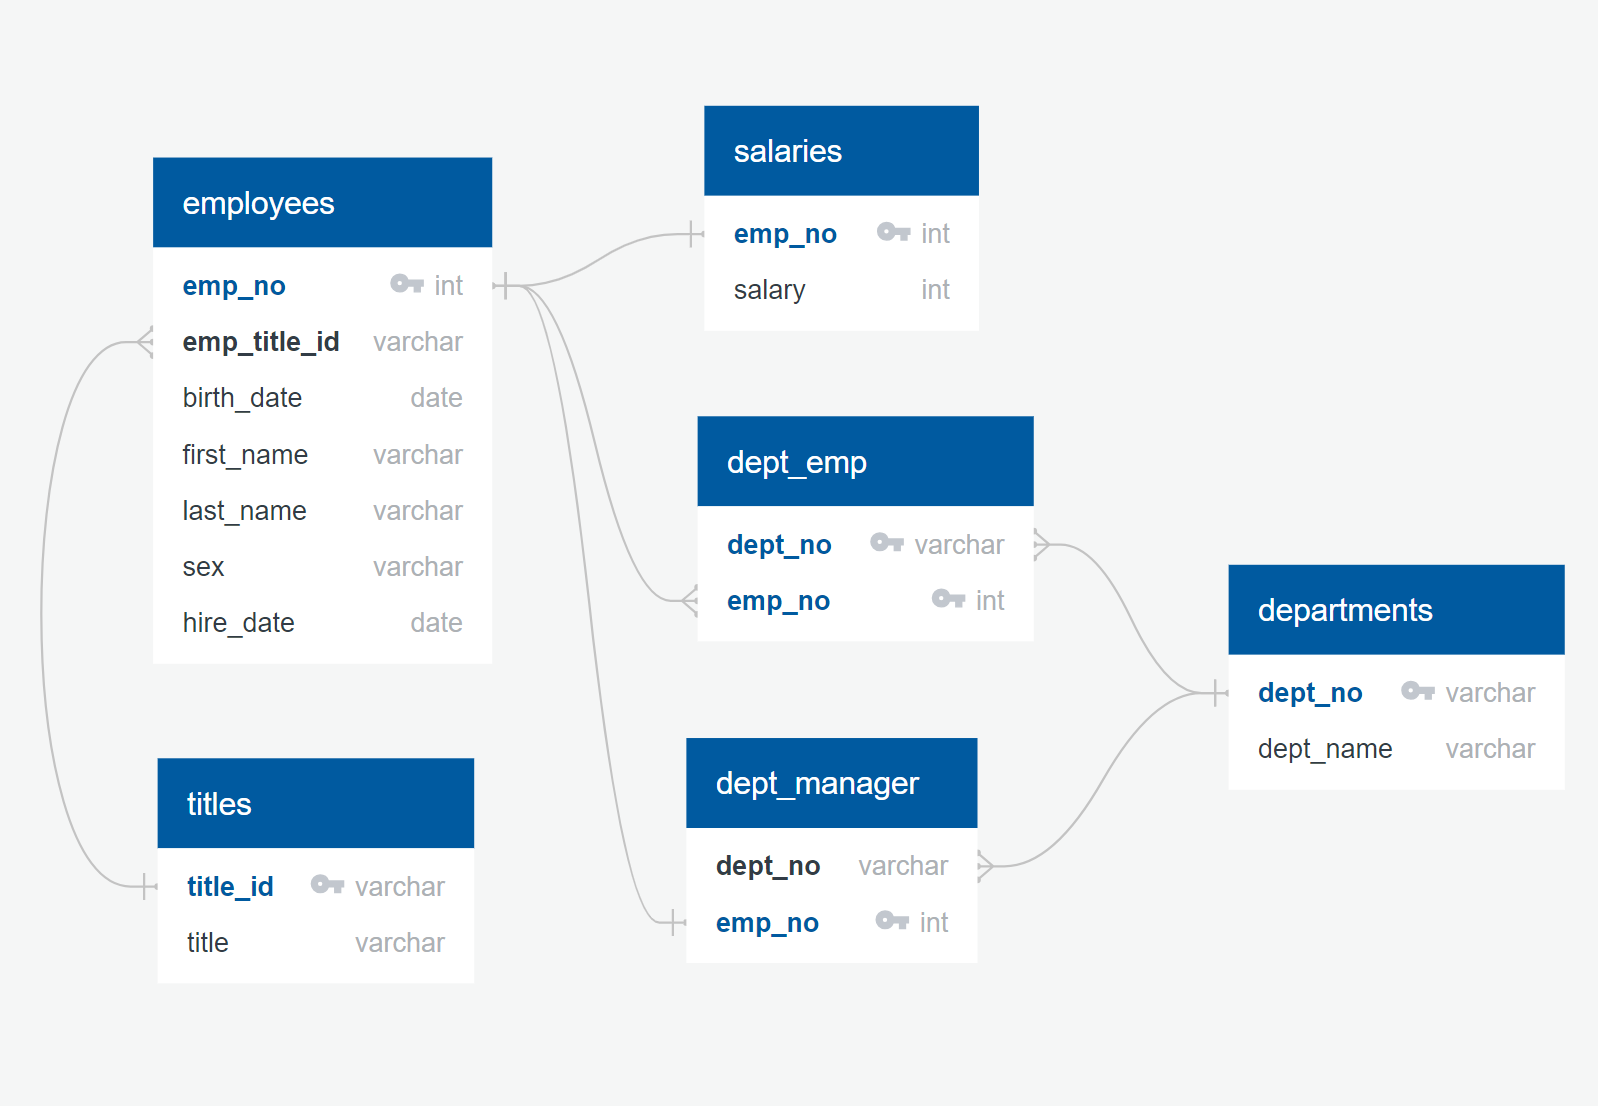 employees
emp_no int
emp_title_id varchar
birth_date date
first_name varchar
last_name varchar
sex varchar
hire_date date
titles
title_id varchar
title varchar
salaries
emp_no int
salary int
dept_emp
dept_no varchar
emp_no int
dept_manager
dept_no varchar
emp_no int
departments
dept_no varchar
dept_name varchar